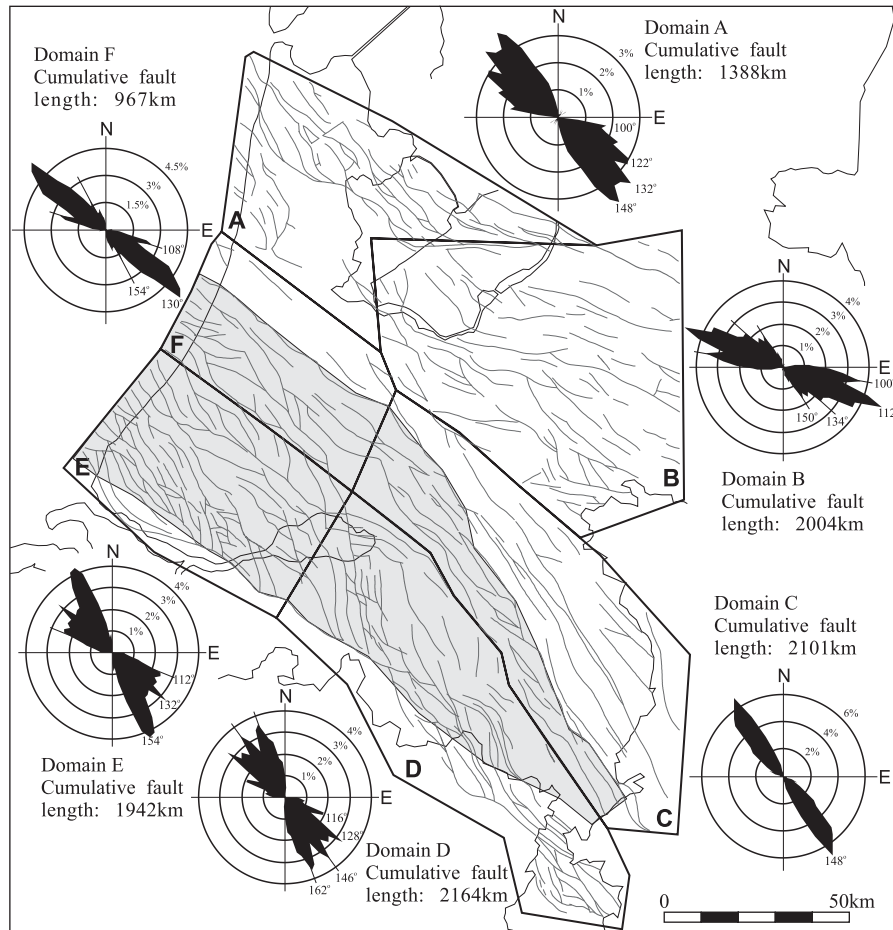 Domain F
Cumulative fault
length: 967km
N
4.5%
3%
1.5%
E
108°
154°
130°
Domain A
Cumulative fault
length: 1388km
N
3%
2%
1%
E
100°
122°
132°
148°
A
F
E
B
D
C
N
4%
3%
2%
1%
E
100°
112°
134°
150°
Domain B
Cumulative fault
length: 2004km
N
4%
3%
2%
1%
E
112°
132°
154°
Domain E
Cumulative fault
length: 1942km
N
4%
3%
2%
1%
E
116°
128°
146°
162°
Domain D
Cumulative fault
length: 2164km
Domain C
Cumulative fault
length: 2101km
N
6%
4%
2%
E
148°
0 50km